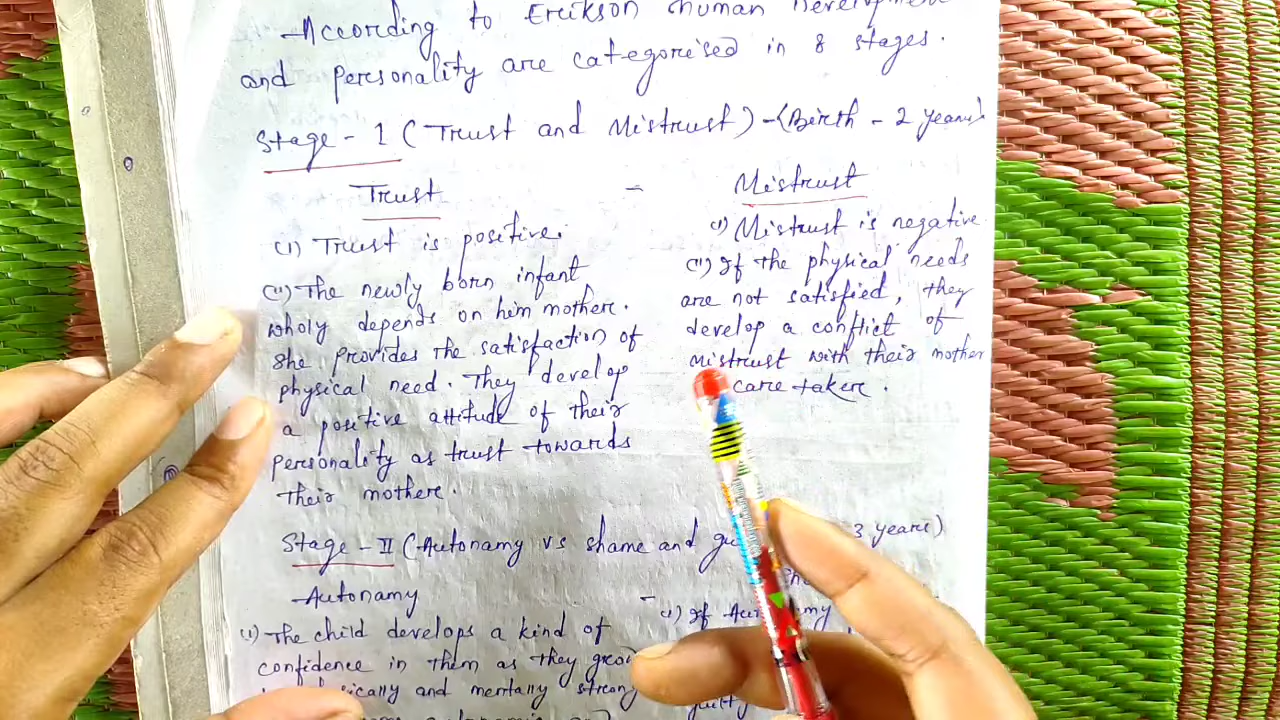 According to Erikson human Development
and personality are categorised in 8 stages.
Stage - 1 ( Trust and Mistrust ) - (Birth - 2 years)
Trust - Mistrust
(i) Trust is positive.
(ii) The newly born infant
wholy depends on him mother.
She provides the satisfaction of
physical need. They develop
a positive attitude of their
personality as trust towards
their mother.
(i) Mistrust is negative
(ii) If the physical needs
are not satisfied, they
develop a conflict of
mistrust with their mother
care taker.
Stage - II (Autonamy vs shame and 3 years)
Autonamy -
(i) The child develops a kind of
confidence in them as they grow
and mentally strong
(i) If
guilty